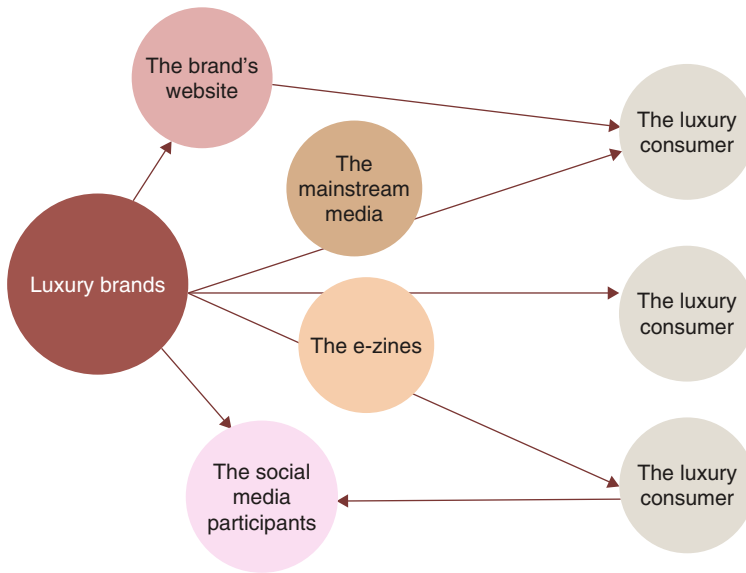 The brand’s
website
The luxury
consumer
The
mainstream
media
Luxury brands
The luxury
consumer
The e-zines
The social
media
participants
The luxury
consumer